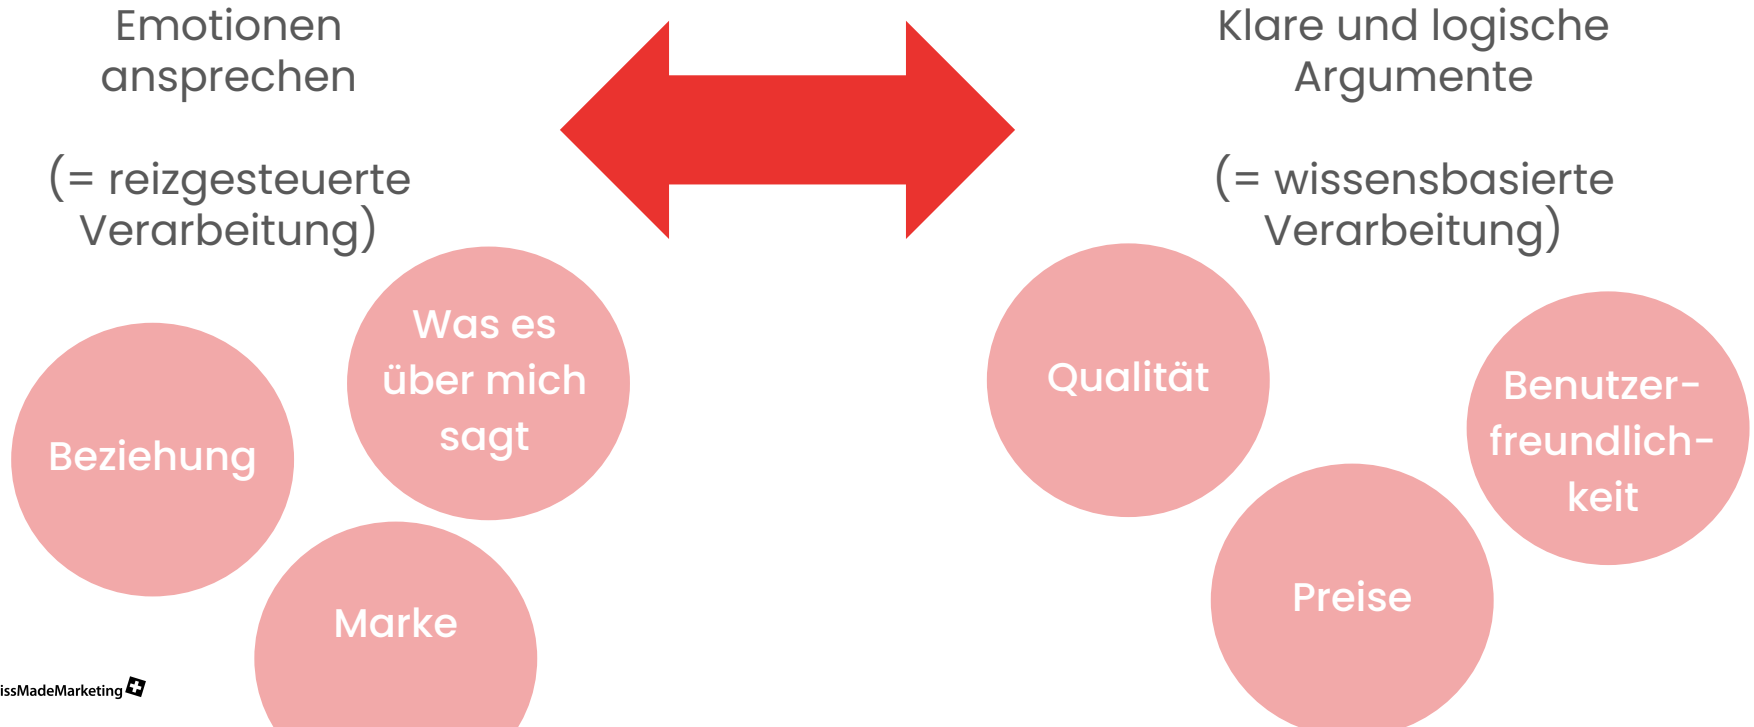 Emotionen
ansprechen
(= reizgesteuerte
Verarbeitung)
Was es
über mich
sagt
Beziehung
Marke
Klare und logische
Argumente
(= wissensbasierte
Verarbeitung)
Qualität
Benutzer-
freundlich-
keit
Preise
issMadeMarketing